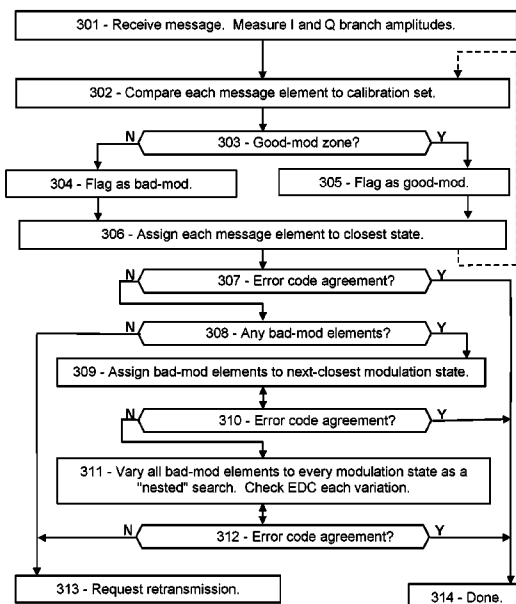 301 - Receive message. Measure I and Q branch amplitudes.
302 - Compare each message element to calibration set.
N
303 - Good-mod zone?
Y
304 - Flag as bad-mod.
305 - Flag as good-mod.
306 - Assign each message element to closest state.
N
307 - Error code agreement?
Y
N
308 - Any bad-mod elements?
Y
309 - Assign bad-mod elements to next-closest modulation state.
N
310 - Error code agreement?
Y
311 - Vary all bad-mod elements to every modulation state as a
"nested" search. Check EDC each variation.
N
312 - Error code agreement?
Y
313 - Request retransmission.
314 - Done.